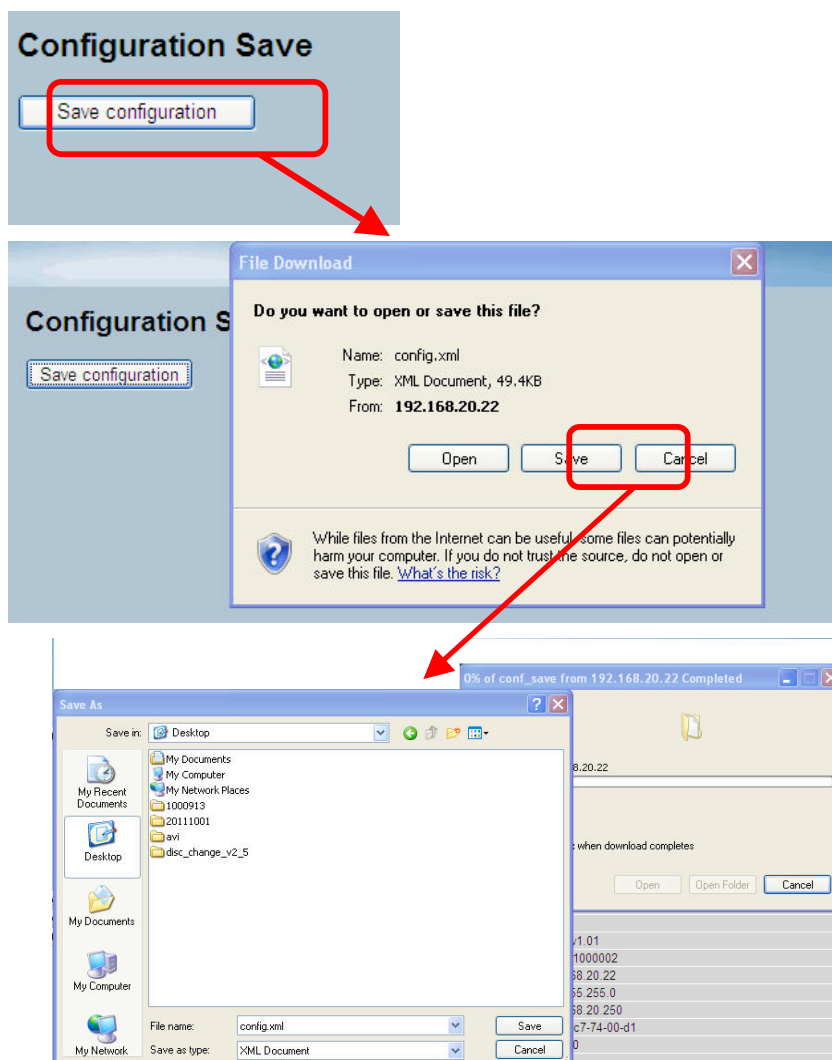 Configuration Save
Save configuration
File Download
Configuration S
Save configuration
Do you want to open or save this file?
Name: config.xml
Type: XML Document, 49.4KB
From: 192.168.20.22
Open Save Cancel
While files from the Internet can be useful, some files can potentially
harm your computer. If you do not trust the source, do not open or
save this file. What's the risk?
0% of conf_save from 192.168.20.22 Completed
Save As
Save in: Desktop
My Recent Documents
Desktop
My Documents
My Computer
My Network
My Documents
My Computer
My Network Places
1000913
20111001
avi
disc_change_v2_5
File name: config.xml Save
Save as type: XML Document Cancel
8.20.22
when download completes
Open Open Folder Cancel
v1.01
1000002
68.20.22
55.255.0
68.20.250
c7-74-00-d1
0